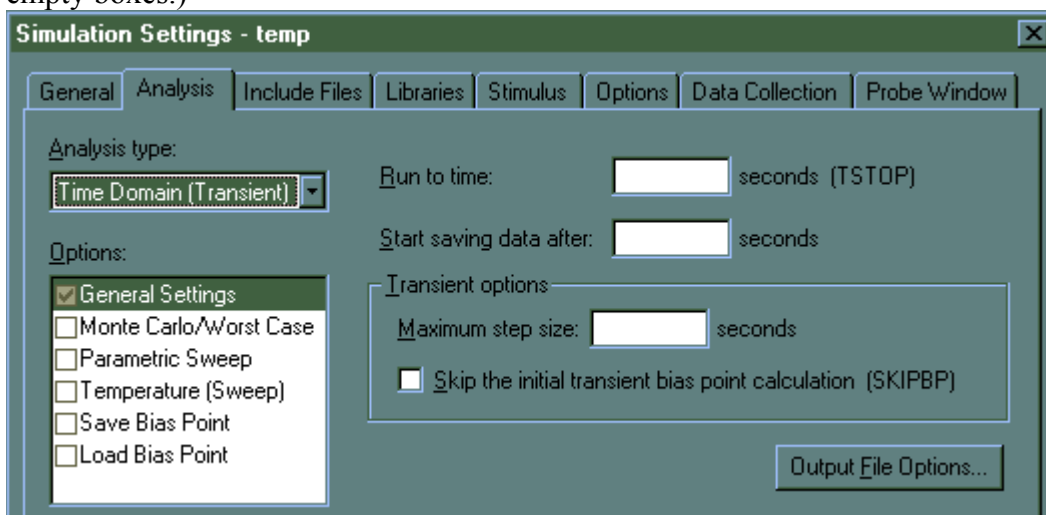 empty boxes.)
Simulation Settings - temp
General Analysis Include Files Libraries Stimulus Options Data Collection Probe Window
Analysis type:
Time Domain (Transient)
Run to time: seconds (TSTOP)
Start saving data after: seconds
Options:
General Settings
Monte Carlo/Worst Case
Parametric Sweep
Temperature (Sweep)
Save Bias Point
Load Bias Point
Transient options
Maximum step size: seconds
Skip the initial transient bias point calculation (SKIPBP)
Output File Options...